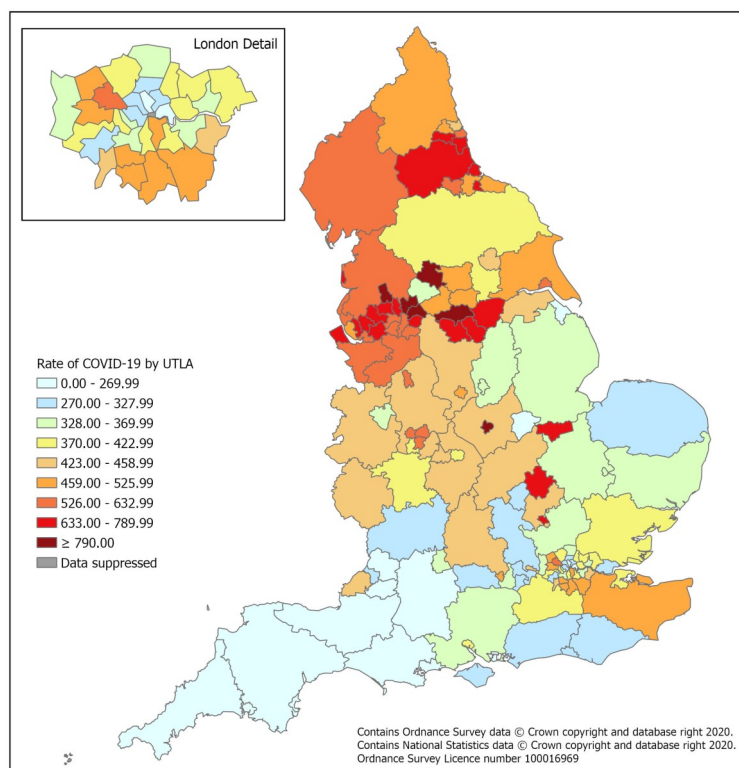 London Detail
Rate of COVID-19 by UTLA
0.00 - 269.99
270.00 - 327.99
328.00 - 369.99
370.00 - 422.99
423.00 - 458.99
459.00 - 525.99
526.00 - 632.99
633.00 - 789.99
≥ 790.00
Data suppressed
Contains Ordnance Survey data © Crown copyright and database right 2020.
Contains National Statistics data © Crown copyright and database right 2020.
Ordnance Survey Licence number 100016969